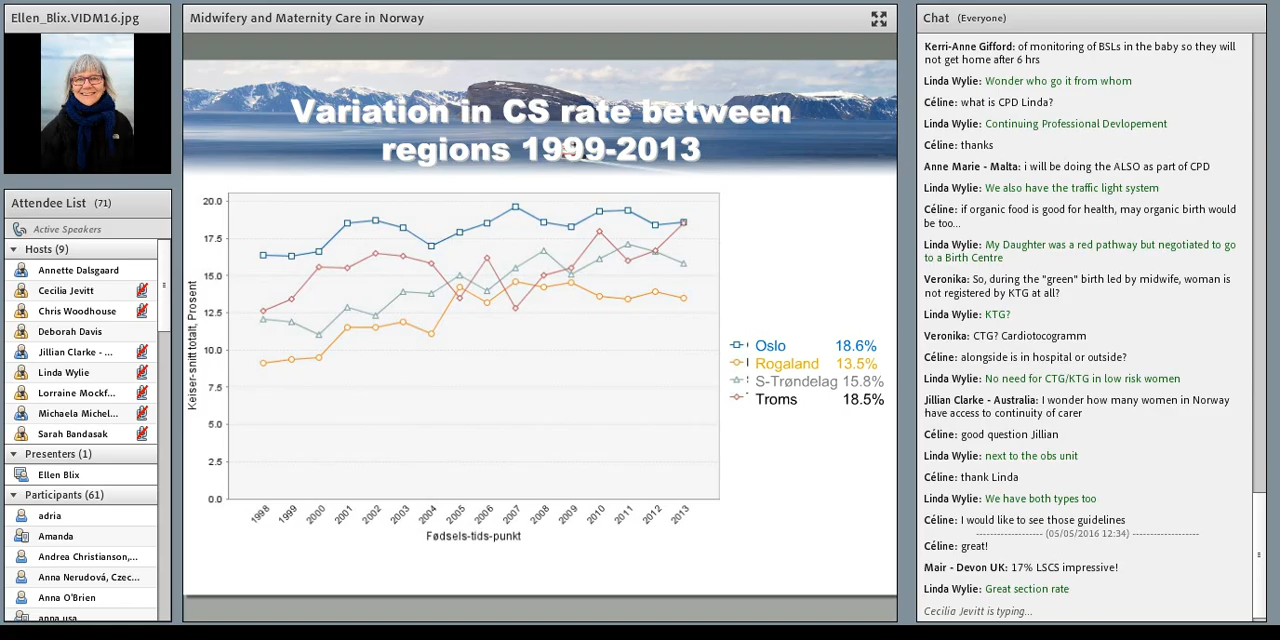 Ellen_Blix.VIDM16.jpg
Attendee List (71)
Active Speakers
Hosts (9)
Annette Dalsgaard
Cecilia Jevitt
Chris Woodhouse
Deborah Davis
Jillian Clarke - ...
Linda Wylie
Lorraine Mockf...
Michaela Michel...
Sarah Bandasak
Presenters (1)
Ellen Blix
Participants (61)
adria
Amanda
Andrea Christianson,...
Anna Nerudová, Czec...
Anna O'Brien
anna usa
Midwifery and Maternity Care in Norway
Variation in CS rate between
regions 1999-2013
Keiser-snitt totalt, Prosent
20.0
17.5
15.0
12.5
10.0
7.5
5.0
2.5
0.0
1998 1999 2000 2001 2002 2003 2004 2005 2006 2007 2008 2009 2010 2011 2012 2013
Fødsels-tids-punkt
Oslo 18.6%
Rogaland 13.5%
S-Trøndelag 15.8%
Troms 18.5%
Chat (Everyone)
Kerri-Anne Gifford: of monitoring of BSLs in the baby so they will
not get home after 6 hrs
Linda Wylie: Wonder who go it from whom
Céline: what is CPD Linda?
Linda Wylie: Continuing Professional Devlopement
Céline: thanks
Anne Marie - Malta: i will be doing the ALSO as part of CPD
Linda Wylie: We also have the traffic light system
Céline: if organic food is good for health, may organic birth would
be too...
Linda Wylie: My Daughter was a red pathway but negotiated to go
to a Birth Centre
Veronika: So, during the "green" birth led by midwife, woman is
not registered by KTG at all?
Linda Wylie: KTG?
Veronika: CTG? Cardiotocogramm
Céline: alongside is in hospital or outside?
Linda Wylie: No need for CTG/KTG in low risk women
Jillian Clarke - Australia: I wonder how many women in Norway
have access to continuity of carer
Céline: good question Jillian
Linda Wylie: next to the obs unit
Céline: thank Linda
Linda Wylie: We have both types too
Céline: I would like to see those guidelines
-------------------- (05/05/2016 12:34) --------------------
Céline: great!
Mair - Devon UK: 17% LSCS impressive!
Linda Wylie: Great section rate
Cecilia Jevitt is typing...